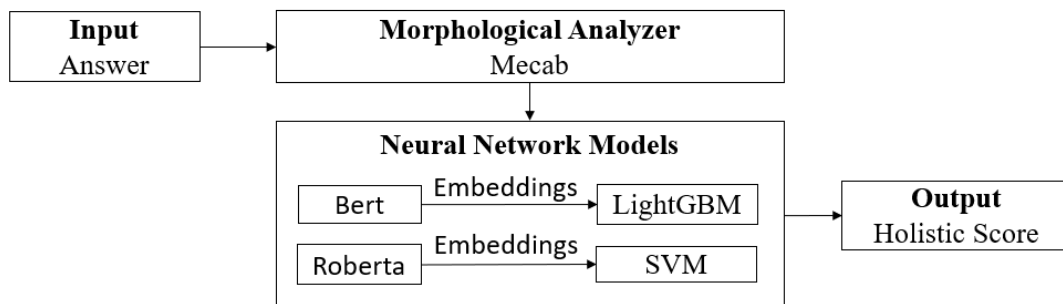 Input
Answer
Morphological Analyzer
Mecab
Neural Network Models
Bert
Embeddings
LightGBM
Roberta
Embeddings
SVM
Output
Holistic Score